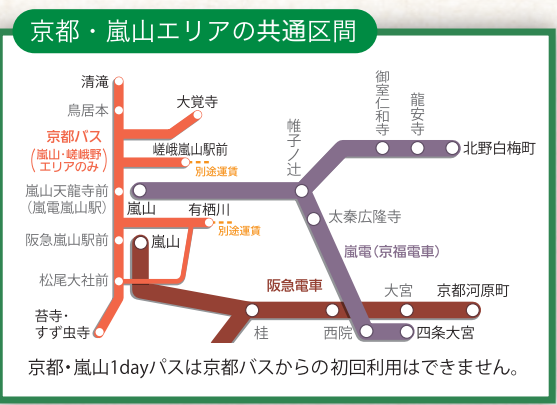 京都・嵐山エリアの共通区間
清滝
鳥居本
大覚寺
京都バス
(嵐山・嵯峨野
エリアのみ)
嵯峨嵐山駅前
別途運賃
嵐山天龍寺前
(嵐電嵐山駅)
嵐山
有栖川
別途運賃
阪急嵐山駅前
嵐山
松尾大社前
苔寺・
すず虫寺
帷子ノ辻
御室仁和寺
龍安寺
北野白梅町
太秦広隆寺
嵐電(京福電車)
阪急電車
大宮
京都河原町
桂
西院
四条大宮
京都・嵐山1dayパスは京都バスからの初回利用はできません。